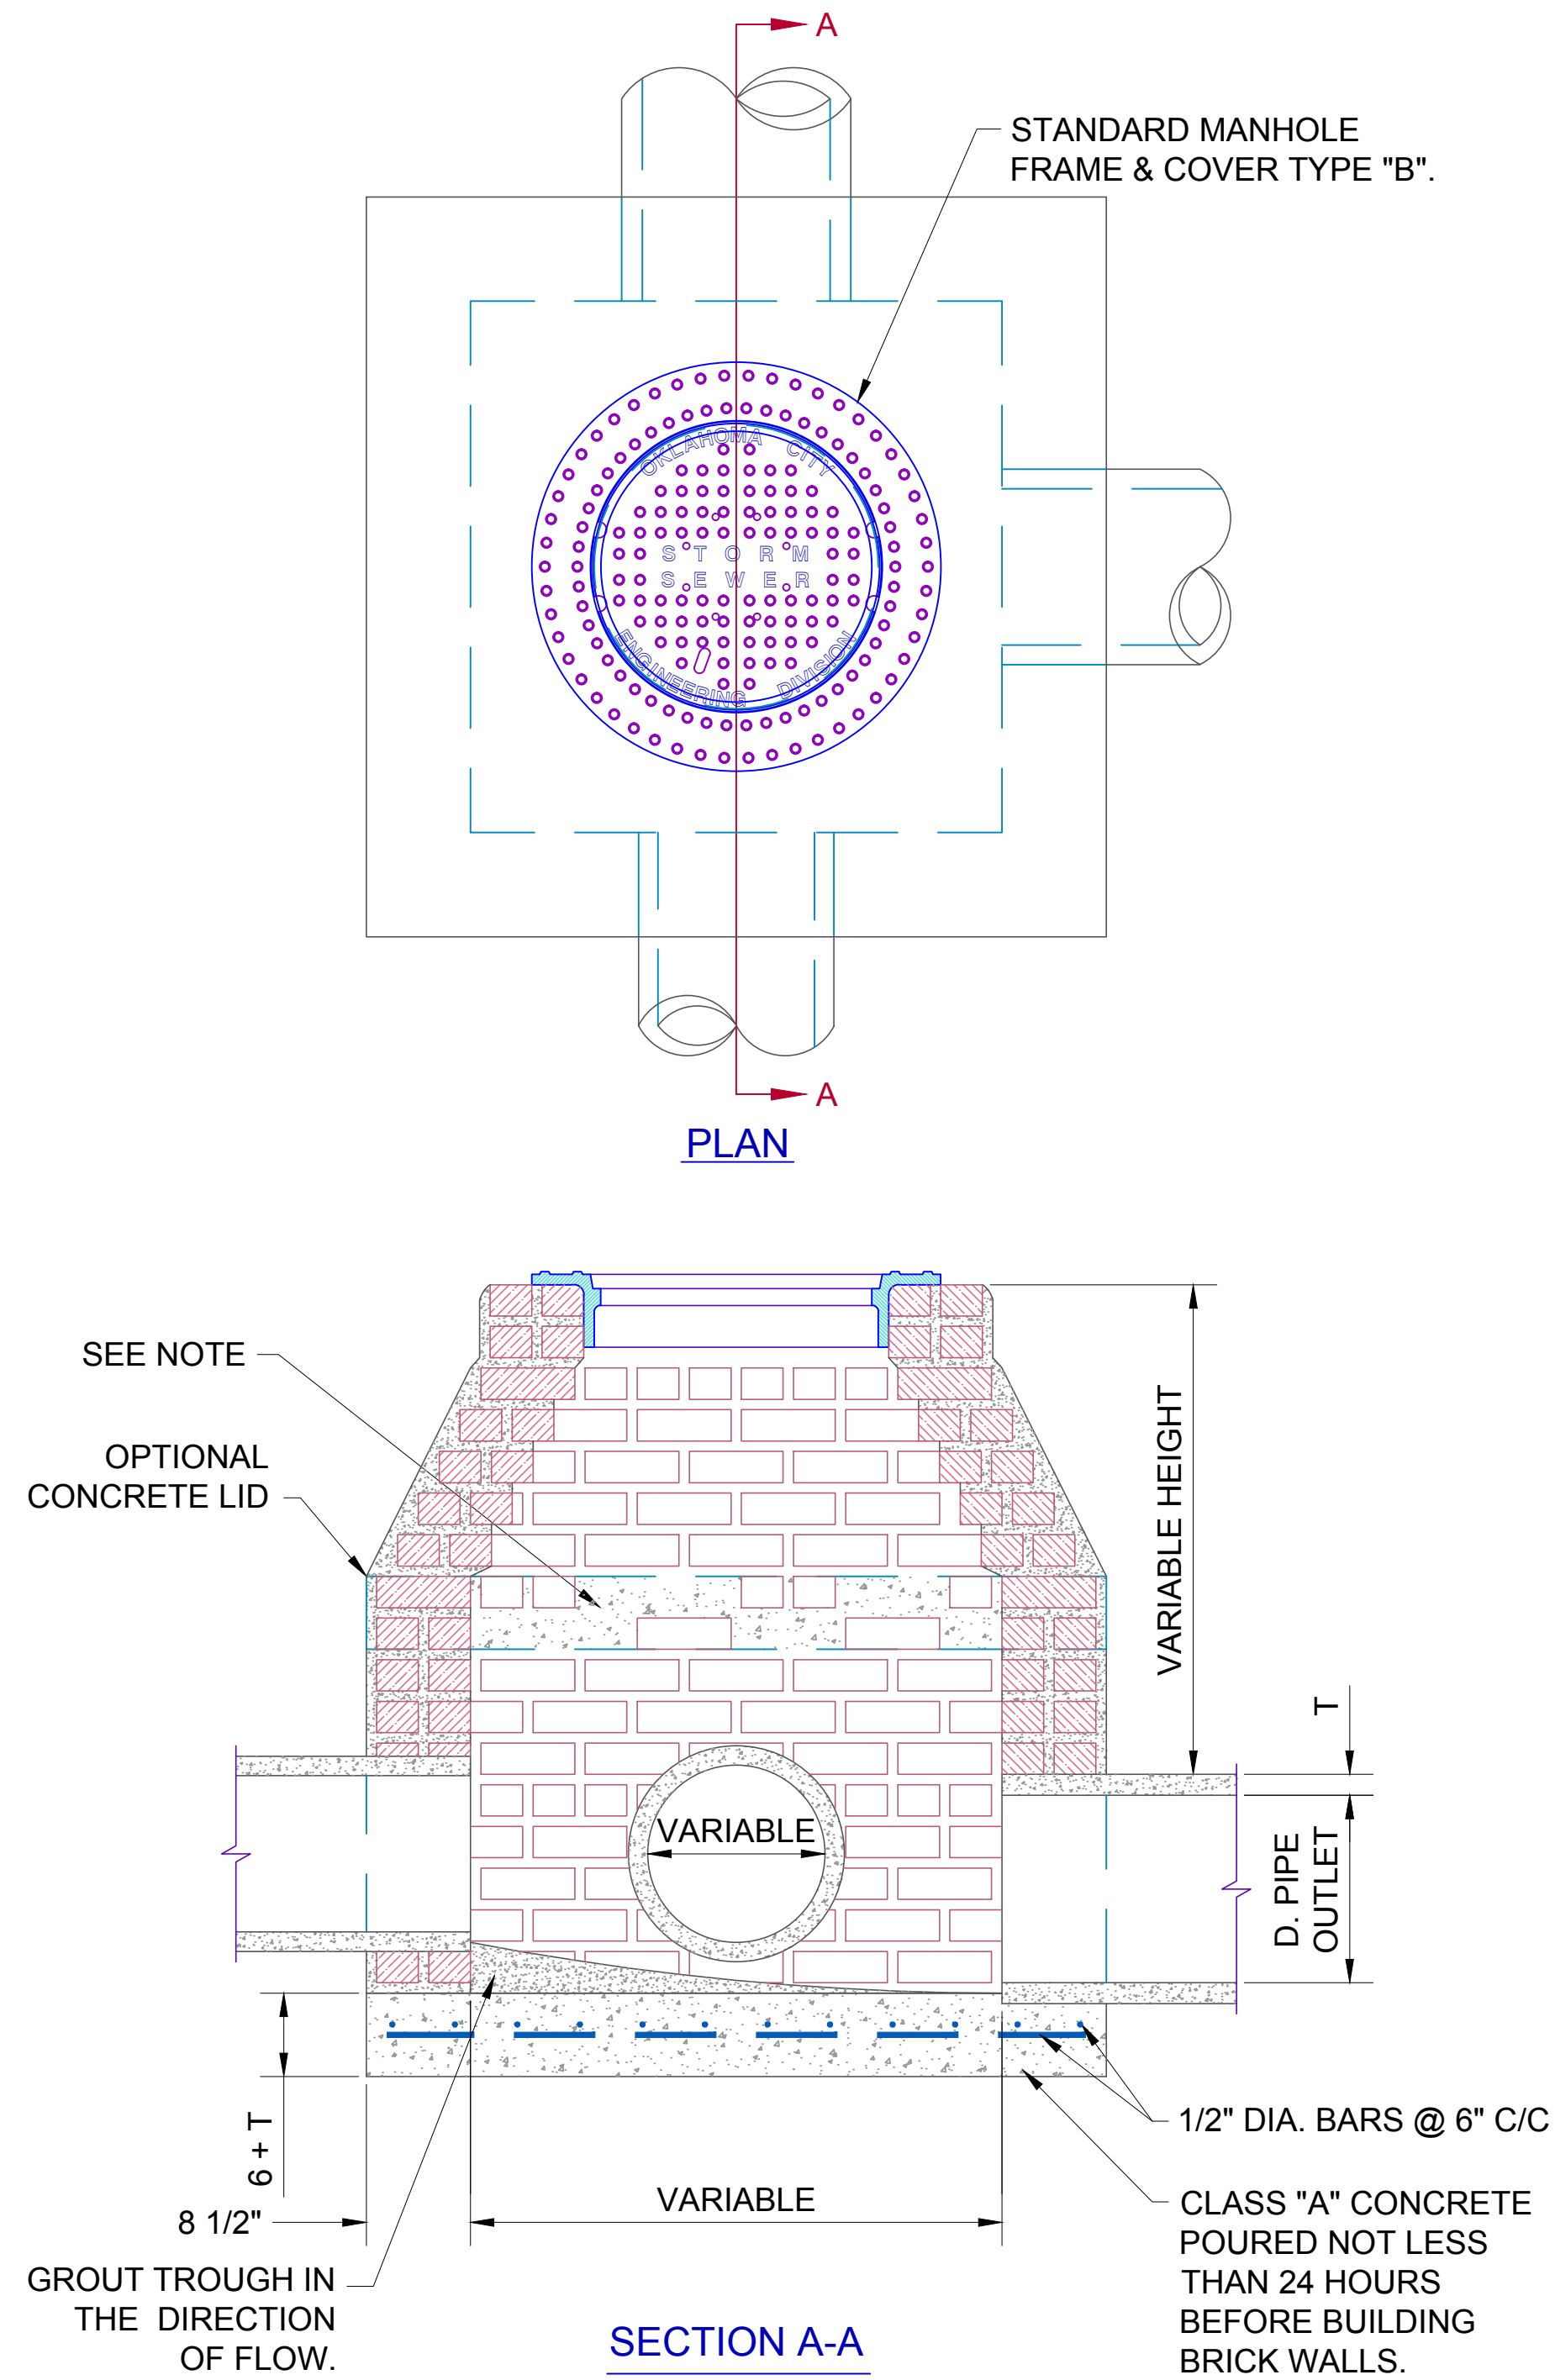 A
STANDARD MANHOLE
FRAME & COVER TYPE "B".
OKLAHOMA CITY
STORM
SEWER
ENGINEERING DIVISION
A
PLAN
SEE NOTE
OPTIONAL
CONCRETE LID
VARIABLE HEIGHT
T
VARIABLE
D. PIPE
OUTLET
6 + T
1/2" DIA. BARS @ 6" C/C
8 1/2"
VARIABLE
CLASS "A" CONCRETE
POURED NOT LESS
THAN 24 HOURS
BEFORE BUILDING
BRICK WALLS.
GROUT TROUGH IN
THE DIRECTION
OF FLOW.
SECTION A-A